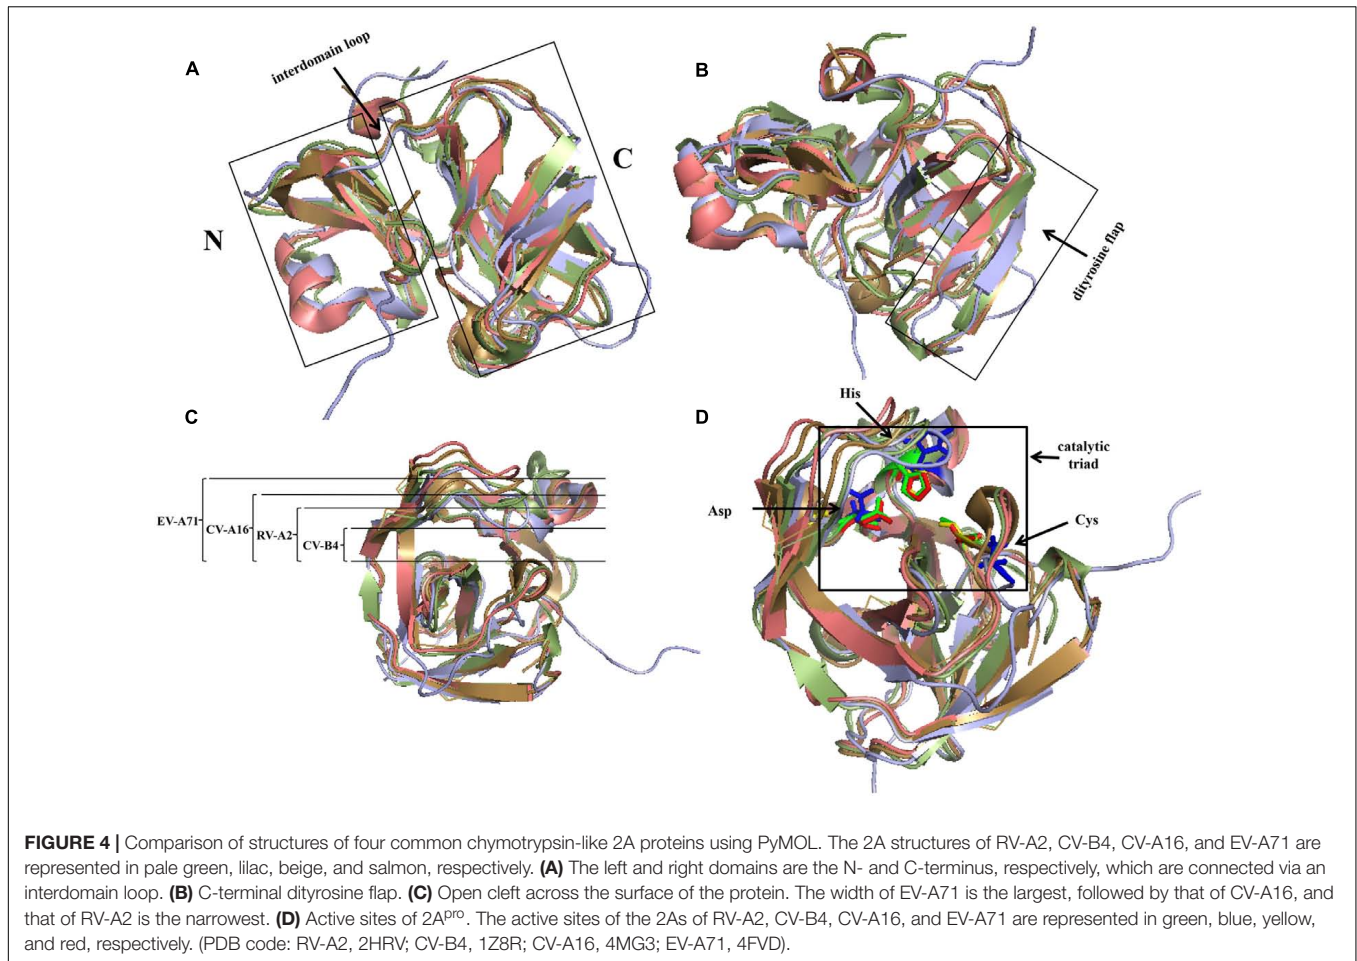 A
interdomain loop
N
C
B
dityrosine flap
C
EV-A71
CV-A16
RV-A2
CV-B4
D
His
catalytic
triad
Asp
Cys
FIGURE 4 | Comparison of structures of four common chymotrypsin-like 2A proteins using PyMOL. The 2A structures of RV-A2, CV-B4, CV-A16, and EV-A71 are
represented in pale green, lilac, beige, and salmon, respectively. (A) The left and right domains are the N- and C-terminus, respectively, which are connected via an
interdomain loop. (B) C-terminal dityrosine flap. (C) Open cleft across the surface of the protein. The width of EV-A71 is the largest, followed by that of CV-A16, and
that of RV-A2 is the narrowest. (D) Active sites of 2Apro. The active sites of the 2As of RV-A2, CV-B4, CV-A16, and EV-A71 are represented in green, blue, yellow,
and red, respectively. (PDB code: RV-A2, 2HRV; CV-B4, 1Z8R; CV-A16, 4MG3; EV-A71, 4FVD).